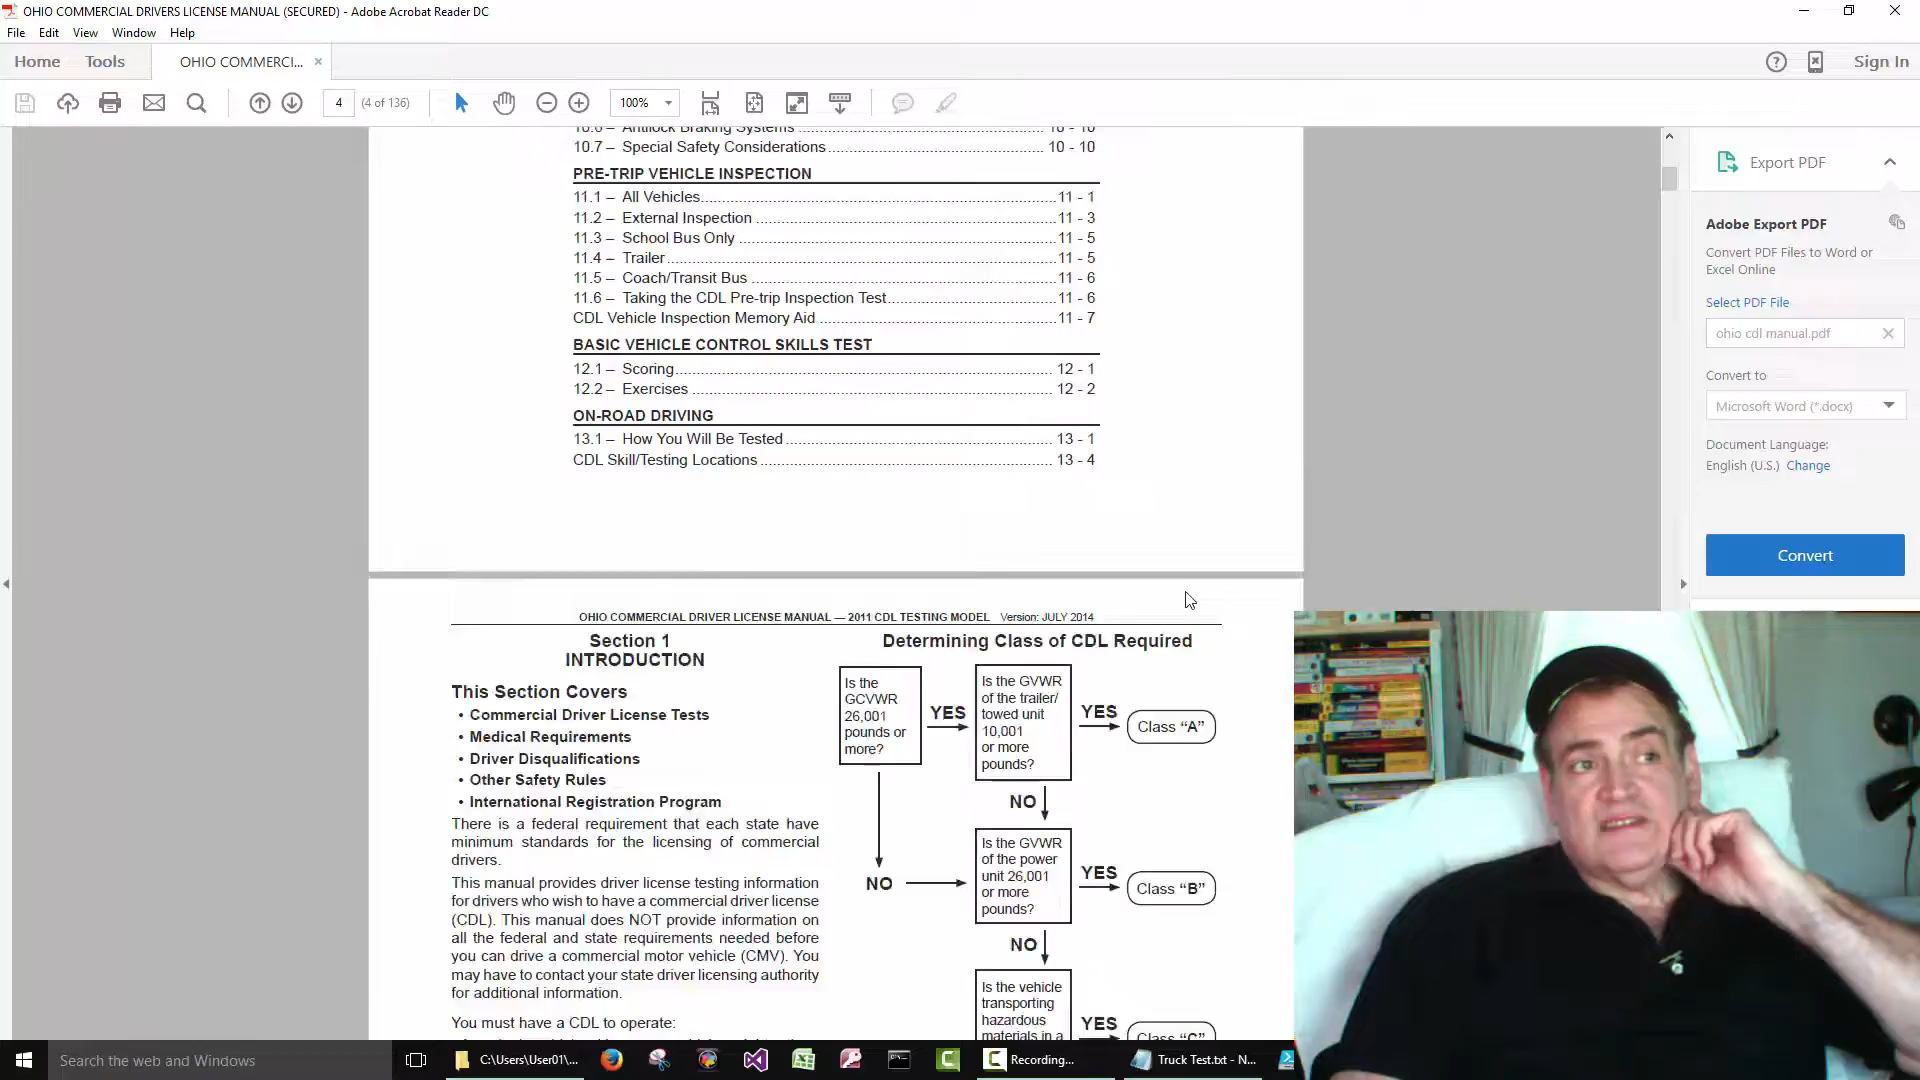 OHIO COMMERCIAL DRIVERS LICENSE MANUAL (SECURED) - Adobe Acrobat Reader DC
File Edit View Window Help
Home Tools OHIO COMMERCI... × Sign In
4 (4 of 136) 100%
10.6 – Antilock Braking Systems 10 - 10
10.7 – Special Safety Considerations 10 - 10
PRE-TRIP VEHICLE INSPECTION
11.1 – All Vehicles 11 - 1
11.2 – External Inspection 11 - 3
11.3 – School Bus Only 11 - 5
11.4 – Trailer 11 - 5
11.5 – Coach/Transit Bus 11 - 6
11.6 – Taking the CDL Pre-trip Inspection Test 11 - 6
CDL Vehicle Inspection Memory Aid 11 - 7
BASIC VEHICLE CONTROL SKILLS TEST
12.1 – Scoring 12 - 1
12.2 – Exercises 12 - 2
ON-ROAD DRIVING
13.1 – How You Will Be Tested 13 - 1
CDL Skill/Testing Locations 13 - 4
OHIO COMMERCIAL DRIVER LICENSE MANUAL — 2011 CDL TESTING MODEL Version: JULY 2014
Section 1
INTRODUCTION
This Section Covers
• Commercial Driver License Tests
• Medical Requirements
• Driver Disqualifications
• Other Safety Rules
• International Registration Program
There is a federal requirement that each state have
minimum standards for the licensing of commercial
drivers.
This manual provides driver license testing information
for drivers who wish to have a commercial driver license
(CDL). This manual does NOT provide information on
all the federal and state requirements needed before
you can drive a commercial motor vehicle (CMV). You
may have to contact your state driver licensing authority
for additional information.
You must have a CDL to operate:
Determining Class of CDL Required
Is the
GCVWR
26,001
pounds or
more?
YES
Is the GVWR
of the trailer/
towed unit
10,001
or more
pounds?
YES
Class “A”
NO
NO
Is the GVWR
of the power
unit 26,001
or more
pounds?
YES
Class “B”
NO
Is the vehicle
transporting
hazardous
materials in a
YES
Class “C”
Export PDF
Adobe Export PDF
Convert PDF Files to Word or
Excel Online
Select PDF File
ohio cdl manual.pdf
Convert to
Microsoft Word (*.docx)
Document Language:
English (U.S.) Change
Convert
Search the web and Windows
C:\Users\User01\...
Recording...
Truck Test.txt - N...